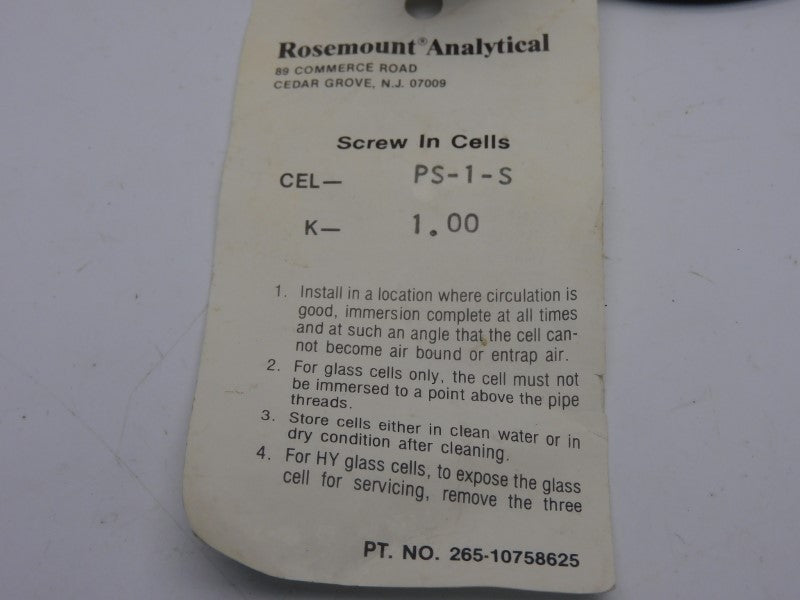 Rosemount® Analytical
89 COMMERCE ROAD
CEDAR GROVE, N.J. 07009
Screw In Cells
CEL— PS-1-S
K— 1.00
1. Install in a location where circulation is
good, immersion complete at all times
and at such an angle that the cell can-
not become air bound or entrap air.
2. For glass cells only, the cell must not
be immersed to a point above the pipe
threads.
3. Store cells either in clean water or in
dry condition after cleaning.
4. For HY glass cells, to expose the glass
cell for servicing, remove the three
PT. NO. 265-10758625